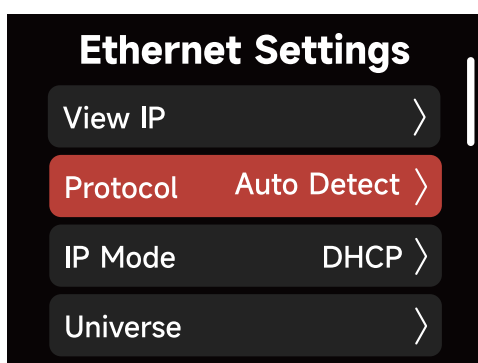 Ethernet Settings
View IP
Protocol Auto Detect
IP Mode DHCP
Universe